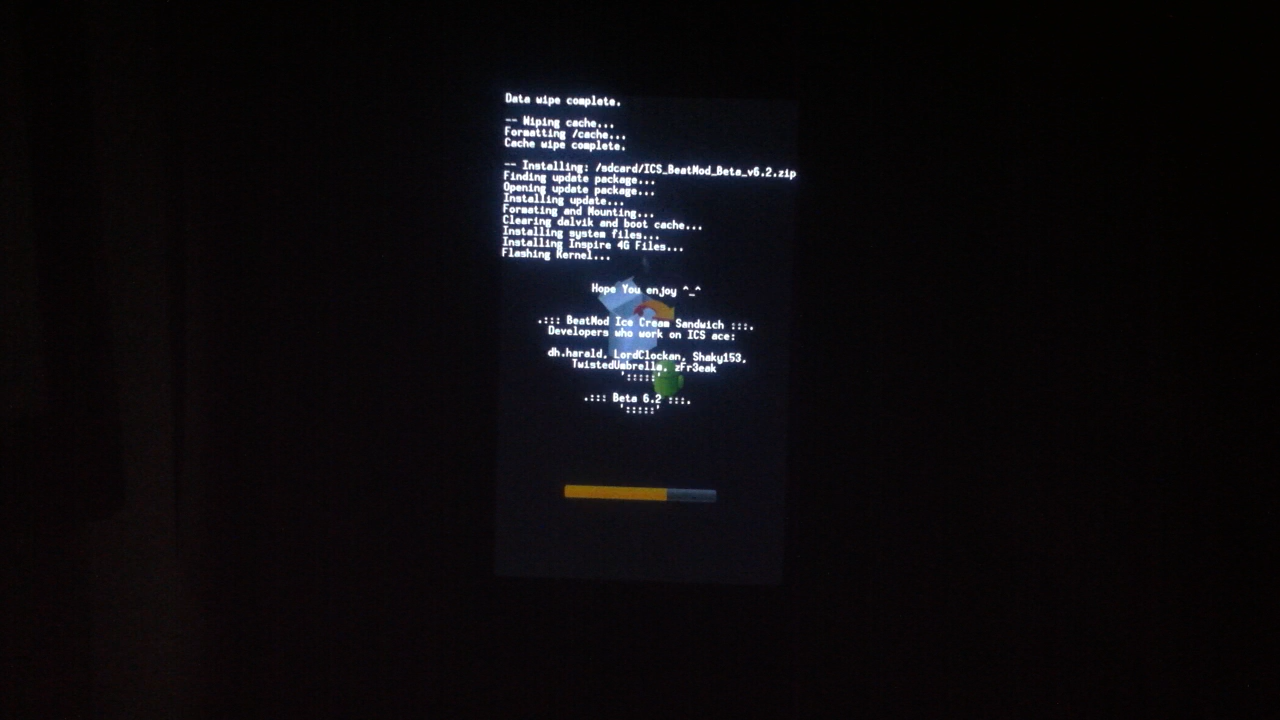 Data wipe complete.
-- Wiping cache...
Formatting /cache...
Cache wipe complete.
-- Installing: /sdcard/ICS_BeatMod_Beta_v6.2.zip
Finding update package...
Opening update package...
Installing update...
Formating and Mounting...
Clearing dalvik and boot cache...
Installing system files...
Installing Inspire 4G Files...
Flashing Kernel...
Hope You enjoy ^_^
.::: BeatMod Ice Cream Sandwich :::.
Developers who work on ICS ace:
dh.harald, LordClockan, Shaky153,
TwistedUmbrella, zFr3eak
':::::'
.::: Beta 6.2 :::.
':::::'